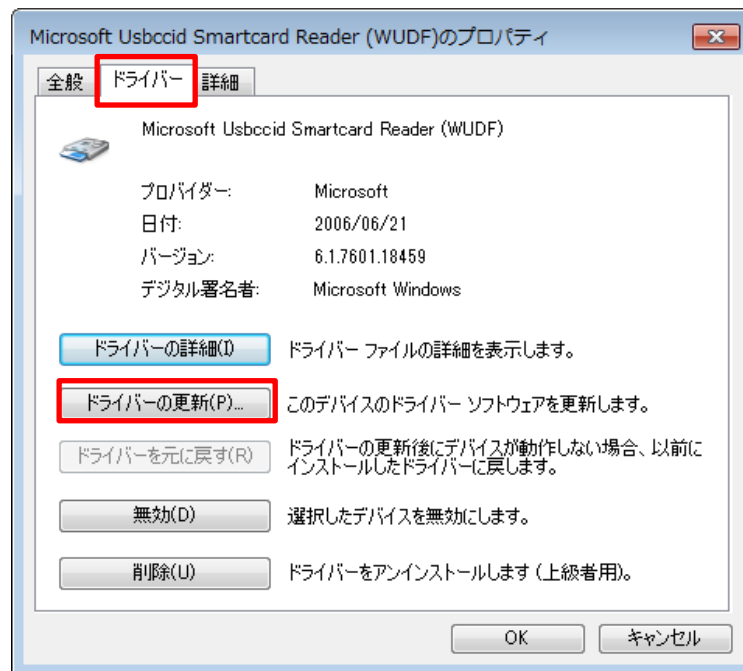 Microsoft Usbccid Smartcard Reader (WUDF)のプロパティ
全般 ドライバー 詳細
Microsoft Usbccid Smartcard Reader (WUDF)
プロバイダー: Microsoft
日付: 2006/06/21
バージョン: 6.1.7601.18459
デジタル署名者: Microsoft Windows
ドライバーの詳細(I) ドライバー ファイルの詳細を表示します。
ドライバーの更新(P)... このデバイスのドライバー ソフトウェアを更新します。
ドライバーを元に戻す(R) ドライバーの更新後にデバイスが動作しない場合、以前に
インストールしたドライバーに戻します。
無効(D) 選択したデバイスを無効にします。
削除(U) ドライバーをアンインストールします (上級者用)。
OK キャンセル